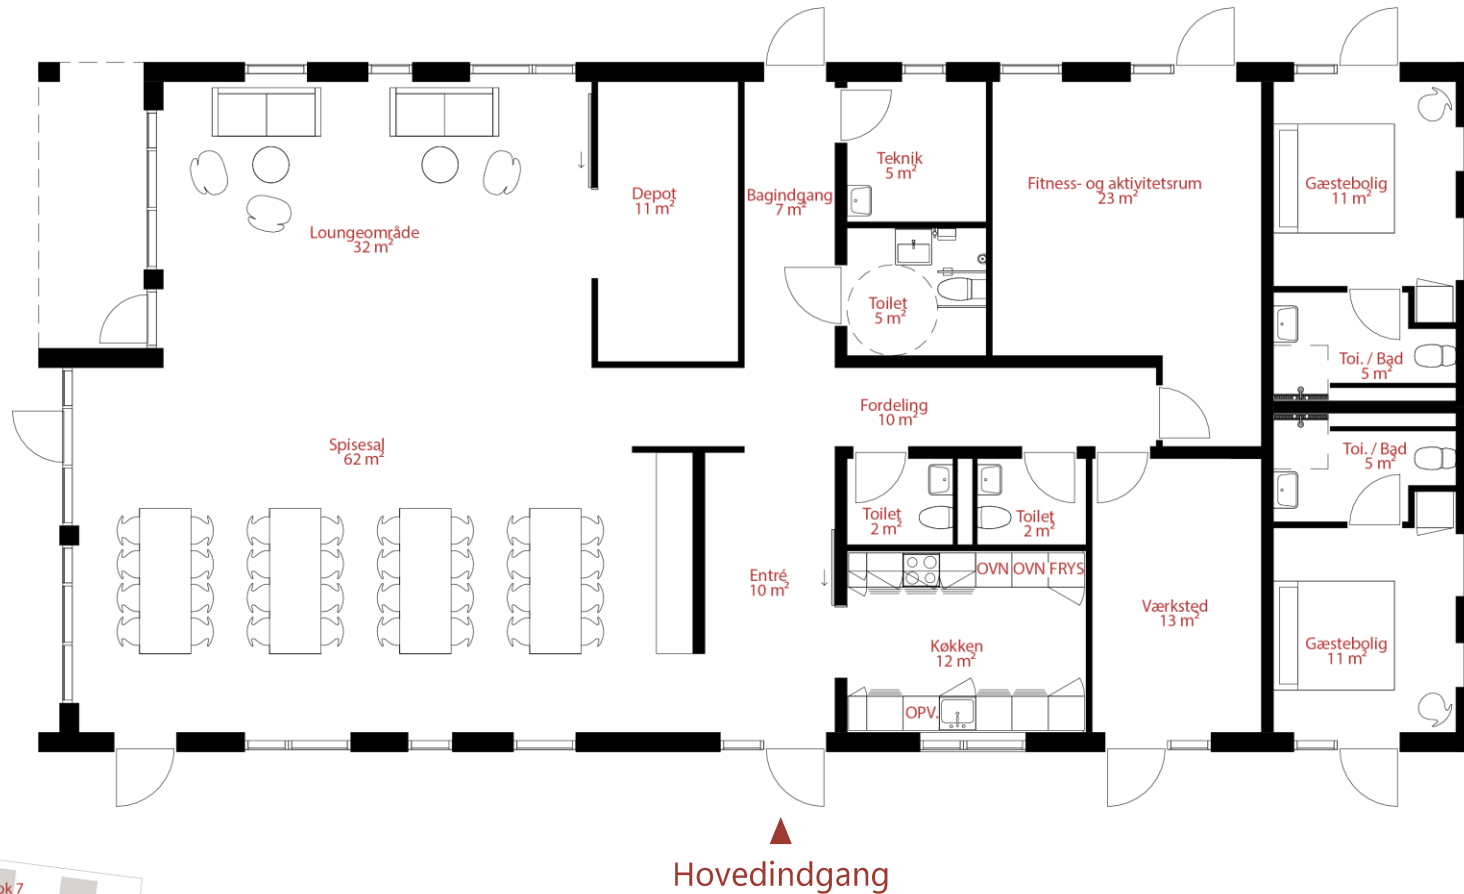 Teknik
5 m²
Depot
11 m²
Bagindgang
7 m²
Fitness- og aktivitetsrum
23 m²
Gæstebolig
11 m²
Loungeområde
32 m²
Toilet
5 m²
Toi. / Bad
5 m²
Fordeling
10 m²
Spisesal
62 m²
Toi. / Bad
5 m²
Toilet
2 m²
Toilet
2 m²
OVN
OVN
FRYS
Entré
10 m²
Værksted
13 m²
Køkken
12 m²
Gæstebolig
11 m²
OPV.
Hovedindgang
ok 7